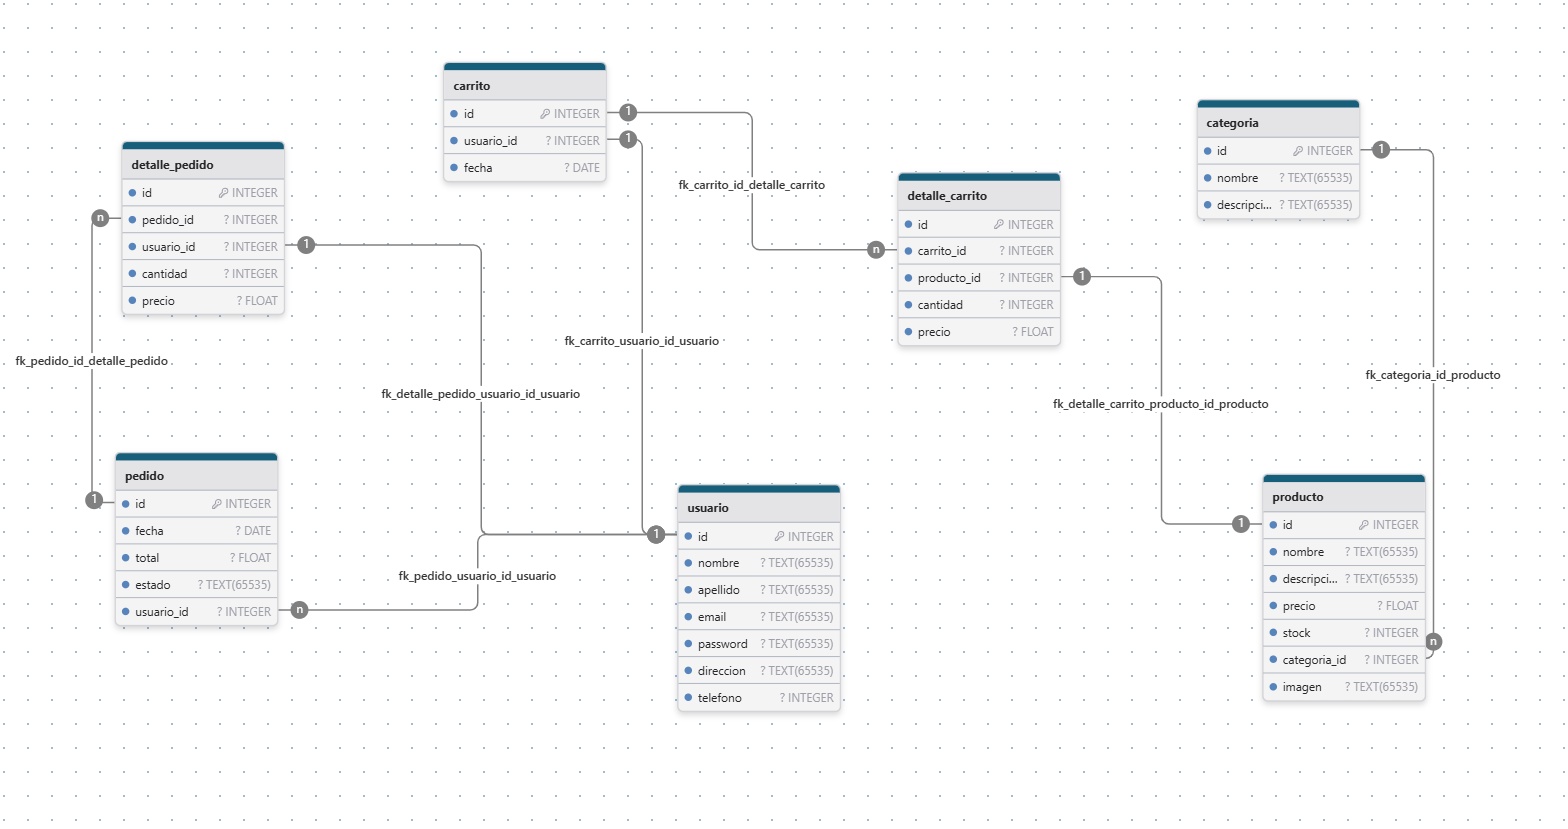 carrito
id INTEGER
usuario_id ? INTEGER
fecha ? DATE
1
1
fk_carrito_id_detalle_carrito
n
categoria
id INTEGER
nombre ? TEXT(65535)
descripci... ? TEXT(65535)
1
detalle_pedido
id INTEGER
pedido_id ? INTEGER
usuario_id ? INTEGER
cantidad ? INTEGER
precio ? FLOAT
n
1
detalle_carrito
id INTEGER
carrito_id ? INTEGER
producto_id ? INTEGER
cantidad ? INTEGER
precio ? FLOAT
1
fk_carrito_usuario_id_usuario
fk_pedido_id_detalle_pedido
fk_categoria_id_producto
fk_detalle_pedido_usuario_id_usuario
fk_detalle_carrito_producto_id_producto
pedido
id INTEGER
fecha ? DATE
total ? FLOAT
estado ? TEXT(65535)
usuario_id ? INTEGER
1
n
fk_pedido_usuario_id_usuario
1
usuario
id INTEGER
nombre ? TEXT(65535)
apellido ? TEXT(65535)
email ? TEXT(65535)
password ? TEXT(65535)
direccion ? TEXT(65535)
telefono ? INTEGER
1
producto
id INTEGER
nombre ? TEXT(65535)
descripci... ? TEXT(65535)
precio ? FLOAT
stock ? INTEGER
categoria_id ? INTEGER
imagen ? TEXT(65535)
n